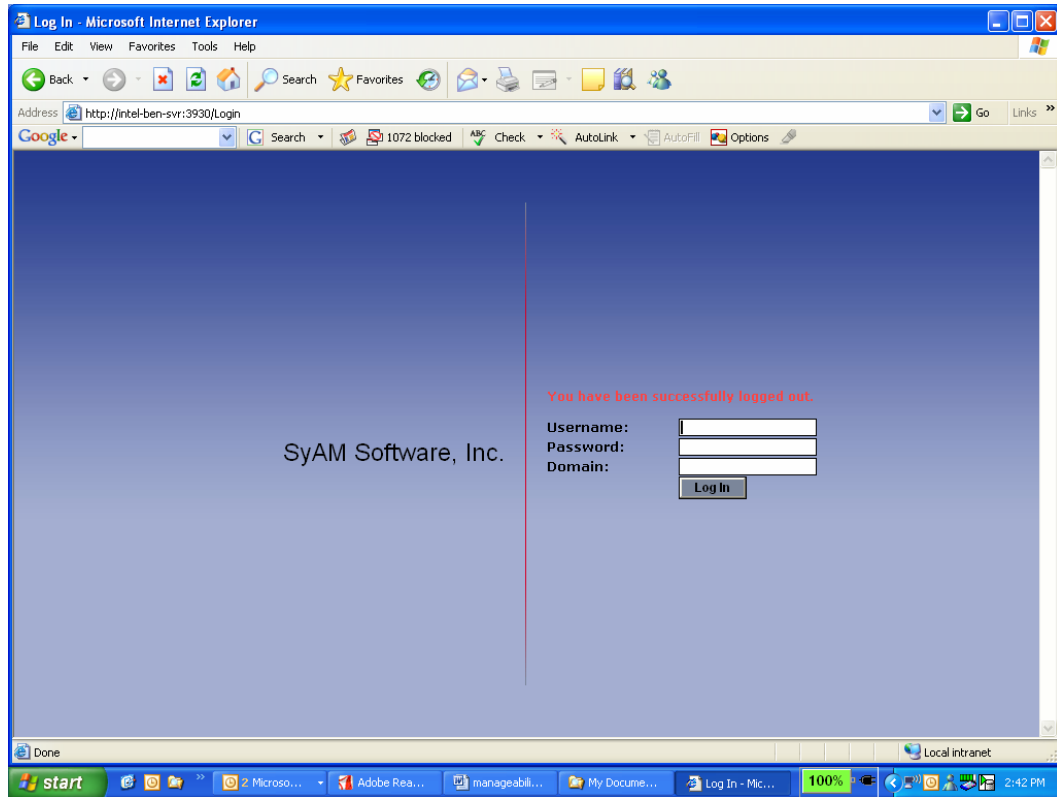 Log In - Microsoft Internet Explorer
File Edit View Favorites Tools Help
Back Search Favorites
Address http://intel-ben-svr:3930/Login Go Links »
Google Search 1072 blocked ABC Check AutoLink AutoFill Options
You have been successfully logged out.
Username:
Password:
SyAM Software, Inc.
Domain:
Log In
Done Local intranet
start » 2 Microso... Adobe Rea... manageabili... My Docume... Log In - Mic... 100% 2:42 PM